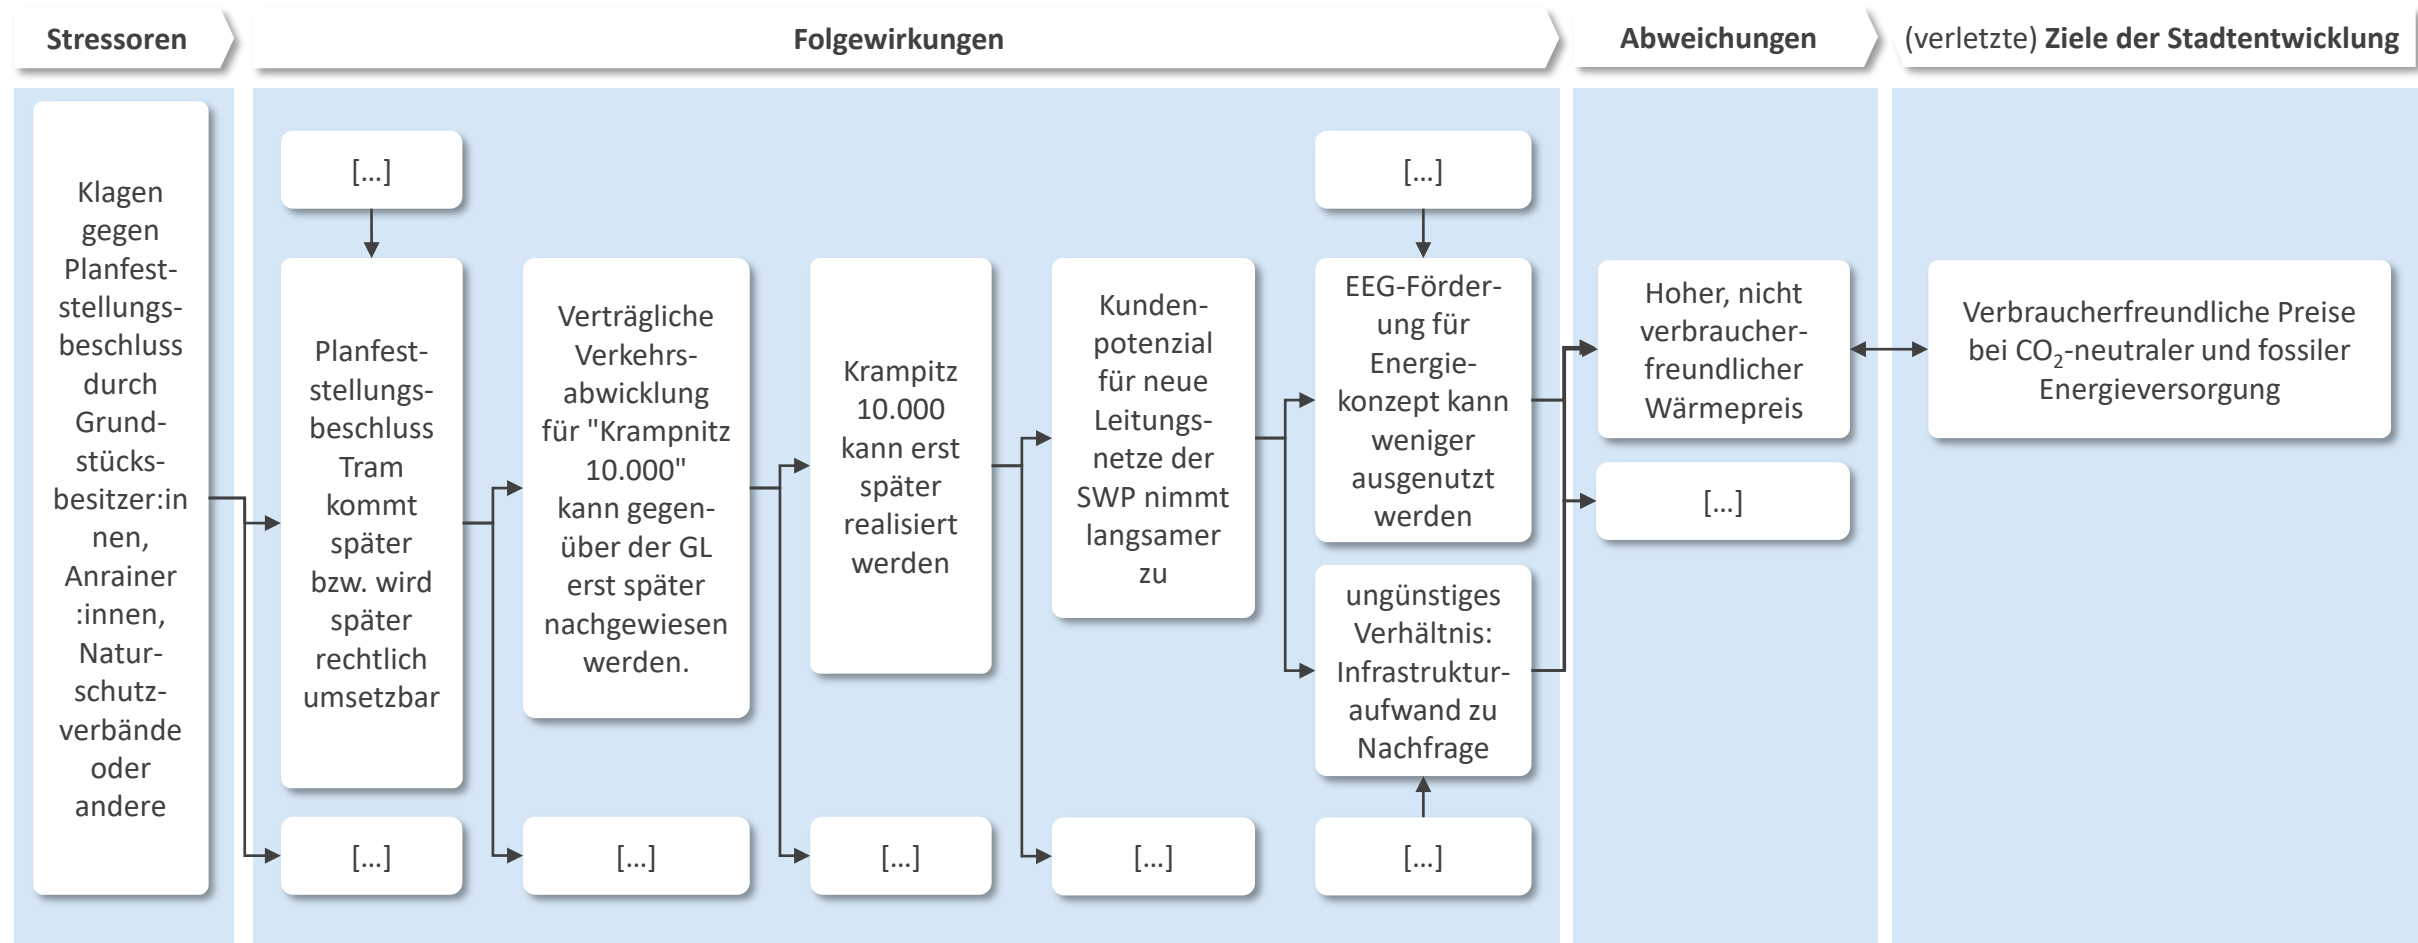 Stressoren
Folgewirkungen
Abweichungen
(verletzte) Ziele der Stadtentwicklung
Klagen
gegen
Planfest-
stellungs-
beschluss
durch
Grund-
stücks-
besitzer:in
nen,
Anrainer
:innen,
Natur-
schutz-
verbände
oder
andere
[...]
Planfest-
stellungs-
beschluss
Tram
kommt
später
bzw. wird
später
rechtlich
umsetzbar
[...]
Verträgliche
Verkehrs-
abwicklung
für "Krampnitz
10.000"
kann gegen-
über der GL
erst später
nachgewiesen
werden.
[...]
Krampitz
10.000
kann erst
später
realisiert
werden
[...]
Kunden-
potenzial
für neue
Leitungs-
netze der
SWP nimmt
langsamer
zu
[...]
[...]
EEG-Förder-
ung für
Energie-
konzept kann
weniger
ausgenutzt
werden
ungünstiges
Verhältnis:
Infrastruktur-
aufwand zu
Nachfrage
[...]
Hoher, nicht
verbraucher-
freundlicher
Wärmepreis
[...]
Verbraucherfreundliche Preise
bei CO₂-neutraler und fossiler
Energieversorgung